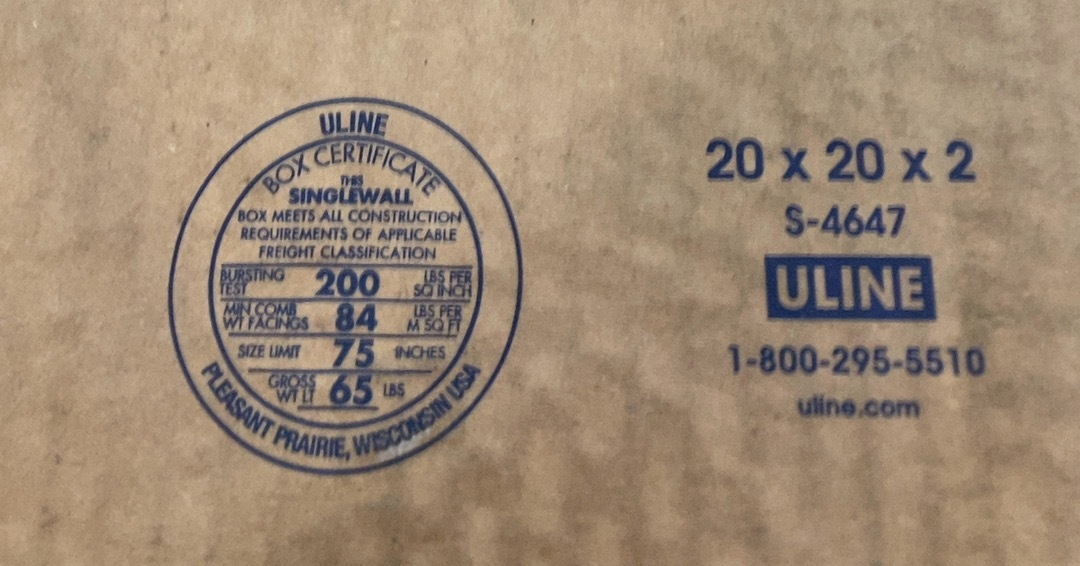 ULINE
BOX CERTIFICATE
THIS
SINGLEWALL
BOX MEETS ALL CONSTRUCTION
REQUIREMENTS OF APPLICABLE
FREIGHT CLASSIFICATION
BURSTING TEST 200 LBS PER SQ INCH
MIN COMB WT FACINGS 84 LBS PER M SQ FT
SIZE LIMIT 75 INCHES
GROSS WT LT 65 LBS
PLEASANT PRAIRIE, WISCONSIN USA
20 x 20 x 2
S-4647
ULINE
1-800-295-5510
uline.com